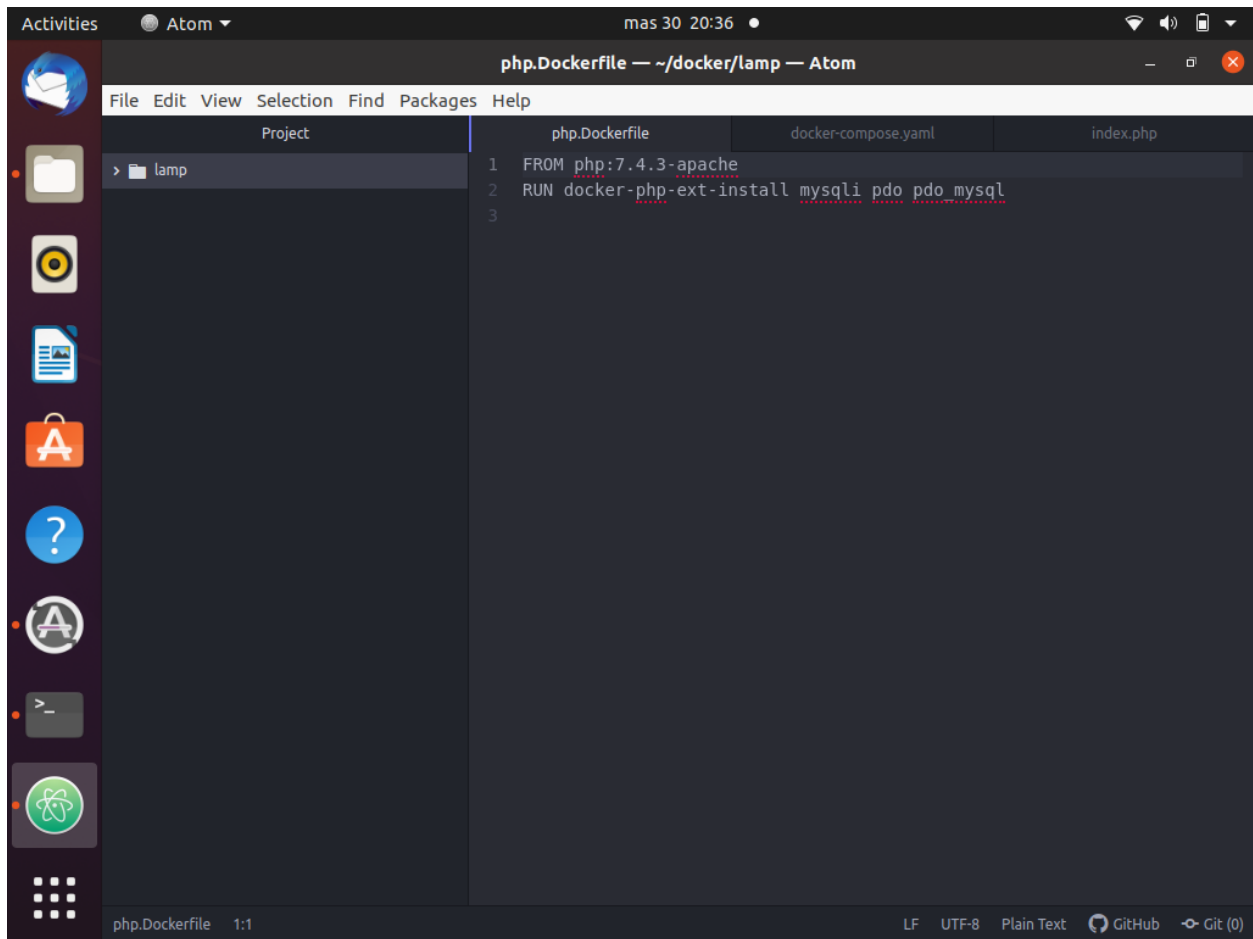 Activities Atom mas 30 20:36
php.Dockerfile — ~/docker/lamp — Atom
File Edit View Selection Find Packages Help
Project php.Dockerfile docker-compose.yaml index.php
lamp
1 FROM php:7.4.3-apache
2 RUN docker-php-ext-install mysqli pdo pdo_mysql
3
php.Dockerfile 1:1 LF UTF-8 Plain Text GitHub Git (0)